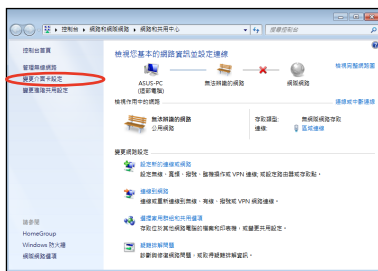 控制台 ▸ 網路和網際網路 ▸ 網路和共用中心
搜尋控制台
控制台首頁
管理無線網路
變更介面卡設定
變更進階共用設定
檢視您基本的網路資訊並設定連線
檢視完整網路圖
ASUS-PC
(這部電腦)
無法辨識的網路
網際網路
檢視作用中的網路
連線或中斷連線
無法辨識的網路
公用網路
存取類型: 無網際網路存取
連線: 區域連線
變更網路設定
設定新的連線或網路
設定無線、寬頻、撥號、臨機操作或 VPN 連線; 或設定路由器或存取點。
連線到網路
連線或重新連線到無線、有線、撥號或 VPN 網路連線。
選擇家用群組和共用選項
存取位於其他網路電腦的檔案和印表機，或變更共用設定。
疑難排解問題
診斷與修復網路問題，或取得疑難排解資訊。
請參閱
HomeGroup
Windows 防火牆
網際網路選項